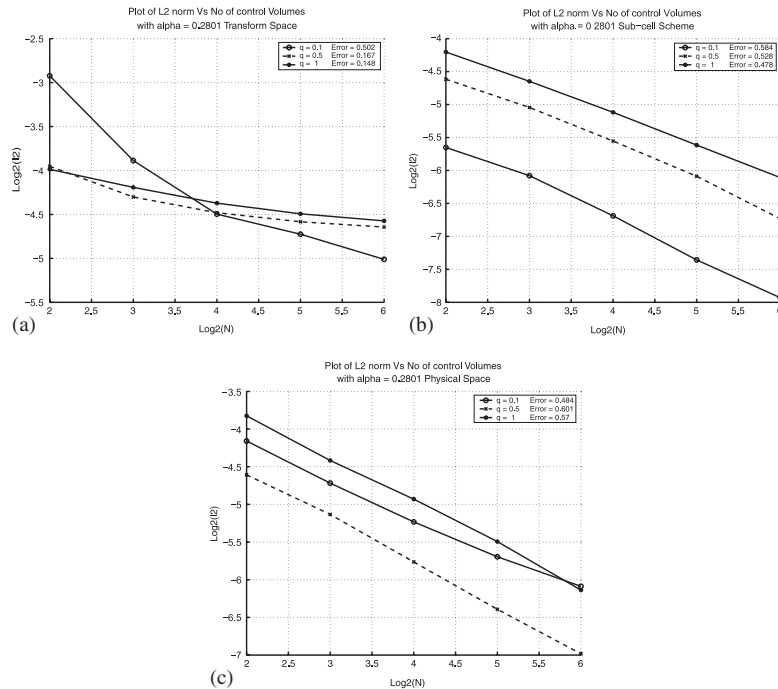 Plot of L2 norm Vs No of control Volumes
with alpha = 0.2801 Transform Space
-2.5
-3
-3.5
-4
-4.5
-5
-5.5
Log2(l2)
q = 0.1 Error = 0.502
q = 0.5 Error = 0.167
q = 1 Error = 0.148
2 2.5 3 3.5 4 4.5 5 5.5 6
Log2(N)
(a)
Plot of L2 norm Vs No of control Volumes
with alpha = 0 2801 Sub-cell Scheme
-4
-4.5
-5
-5.5
-6
-6.5
-7
-7.5
-8
Log2(l2)
q = 0.1 Error = 0.584
q = 0.5 Error = 0.528
q = 1 Error = 0.478
2 2.5 3 3.5 4 4.5 5 5.5 6
Log2(N)
(b)
Plot of L2 norm Vs No of control Volumes
with alpha = 0.2801 Physical Space
-3.5
-4
-4.5
-5
-5.5
-6
-6.5
-7
Log2(l2)
q = 0.1 Error = 0.484
q = 0.5 Error = 0.601
q = 1 Error = 0.57
2 2.5 3 3.5 4 4.5 5 5.5 6
Log2(N)
(c)